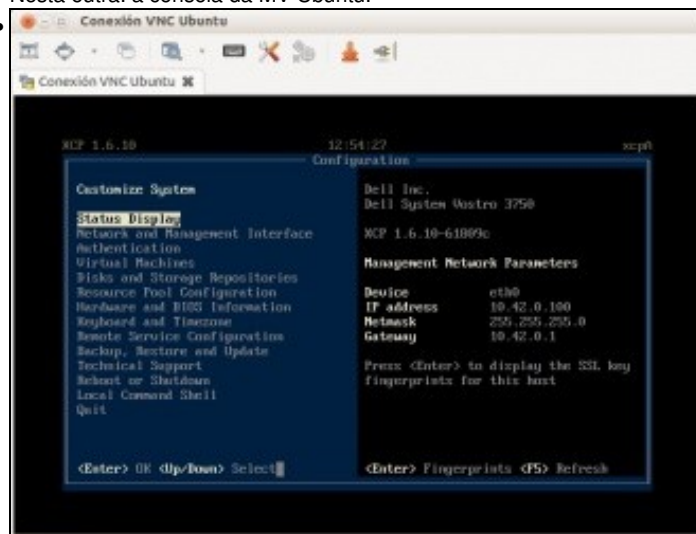 Nesta outra: a consola da MV Ubuntu.
Conexión VNC Ubuntu
Conexión VNC Ubuntu
XCP 1.6.10 12:54:27
Configuration
Customize System
Status Display
Network and Management Interface
Authentication
Virtual Machines
Disks and Storage Repositories
Resource Pool Configuration
Hardware and BIOS Information
Keyboard and Timezone
Remote Service Configuration
Backup, Restore and Update
Technical Support
Reboot or Shutdown
Local Command Shell
Quit
<Enter> OK <Up/Down> Select
Dell Inc.
Dell System Vostro 3750
XCP 1.6.10-61809c
Management Network Parameters
Device eth0
IP address 10.42.0.100
Netmask 255.255.255.0
Gateway 10.42.0.1
Press <Enter> to display the SSL key
fingerprints for this host
<Enter> Fingerprints <F5> Refresh